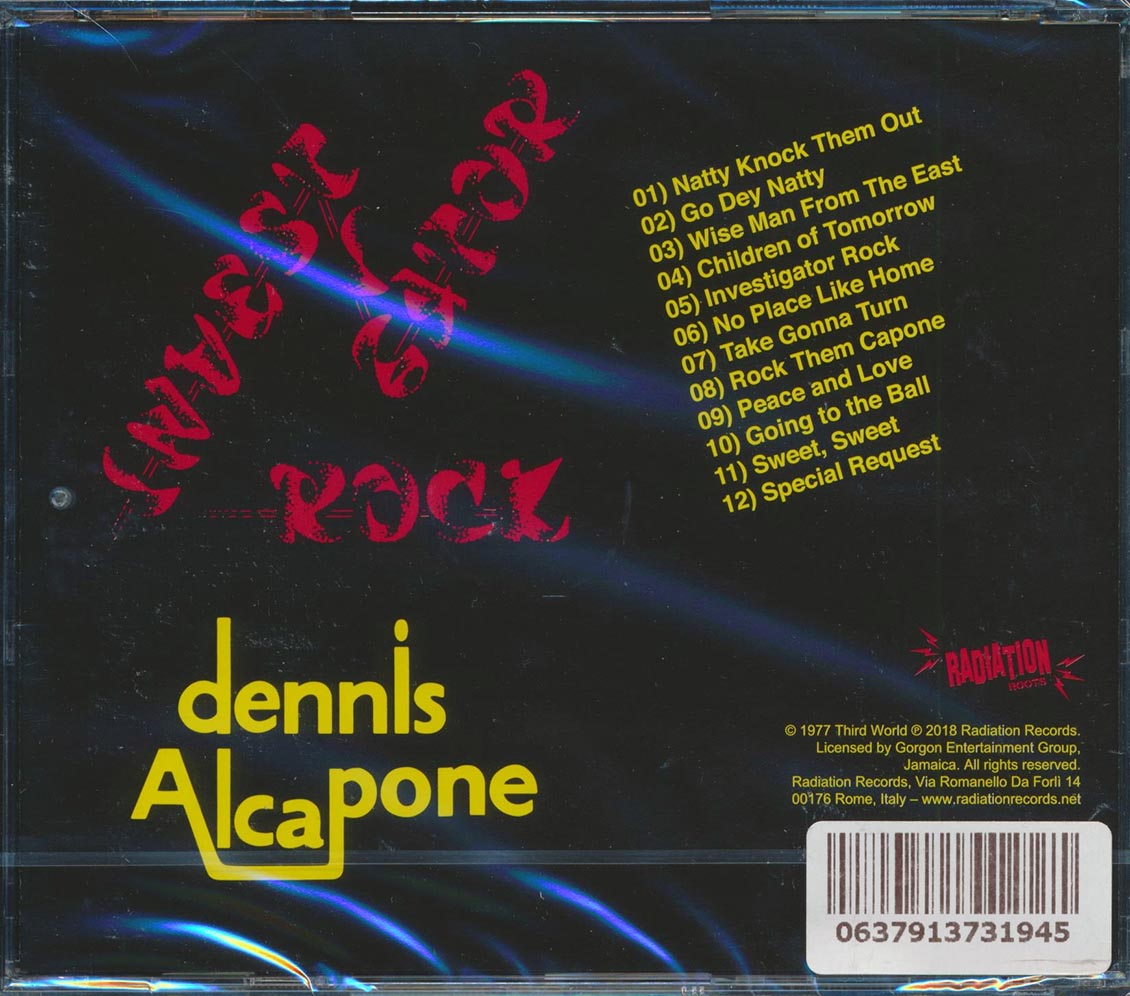 INVEST
I
GATOR
ROCK
01) Natty Knock Them Out
02) Go Dey Natty
03) Wise Man From The East
04) Children of Tomorrow
05) Investigator Rock
06) No Place Like Home
07) Take Gonna Turn
08) Rock Them Capone
09) Peace and Love
10) Going to the Ball
11) Sweet, Sweet
12) Special Request
dennis
Alcapone
RADIATION
ROOTS
© 1977 Third World ℗ 2018 Radiation Records.
Licensed by Gorgon Entertainment Group,
Jamaica. All rights reserved.
Radiation Records, Via Romanello Da Forlì 14
00176 Rome, Italy – www.radiationrecords.net
0637913731945